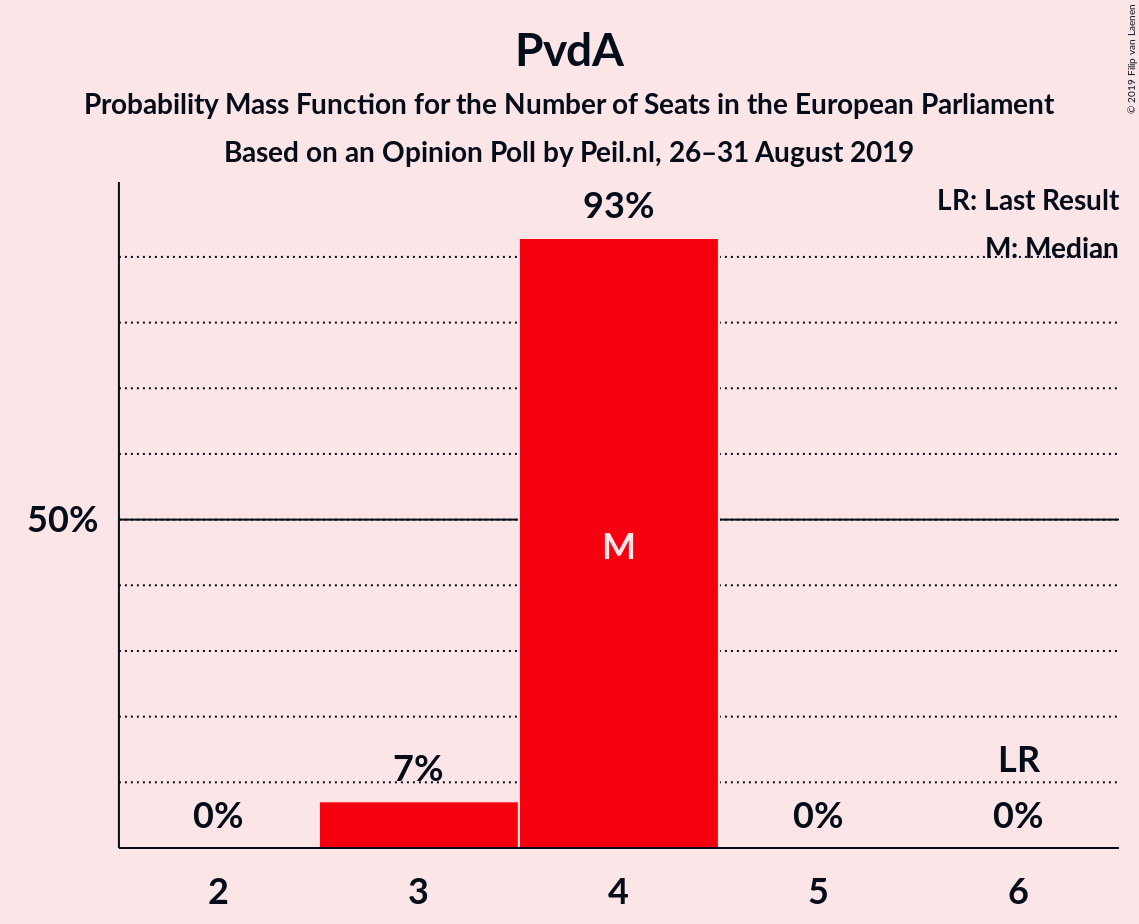 PvdA
Probability Mass Function for the Number of Seats in the European Parliament
Based on an Opinion Poll by Peil.nl, 26–31 August 2019
© 2019 Filip van Laenen
LR: Last Result
M: Median
93%
50%
M
7%
LR
0%
0%
0%
2
3
4
5
6